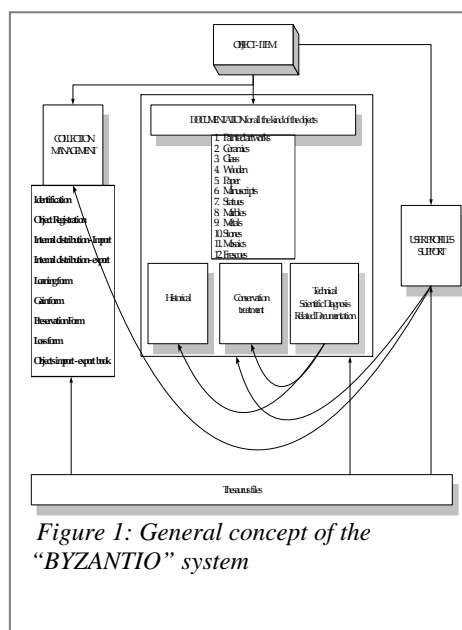 OBJECT - ITEM
COLLECTION
MANAGEMENT
Identification
Object Registration
Internal distribution - Import
Internal distribution - export
Loaning form
Gain form
Preservation Form
Loss form
Objects import - export book
DOCUMENTATION for all the kind of the objects
1. Painted artworks
2. Ceramics
3. Glass
4. Wooden
5. Paper
6. Manuscripts
7. Statues
8. Marbles
9. Metals
10. Stones
11. Mosaics
12. Frescoes
Historical
Conservation
treatment
Technical
Scientific Diagnosis
Related Documentation
USER PROFILES
SUPPORT
Thesaurus files
Figure 1: General concept of the
“BYZANTIO” system